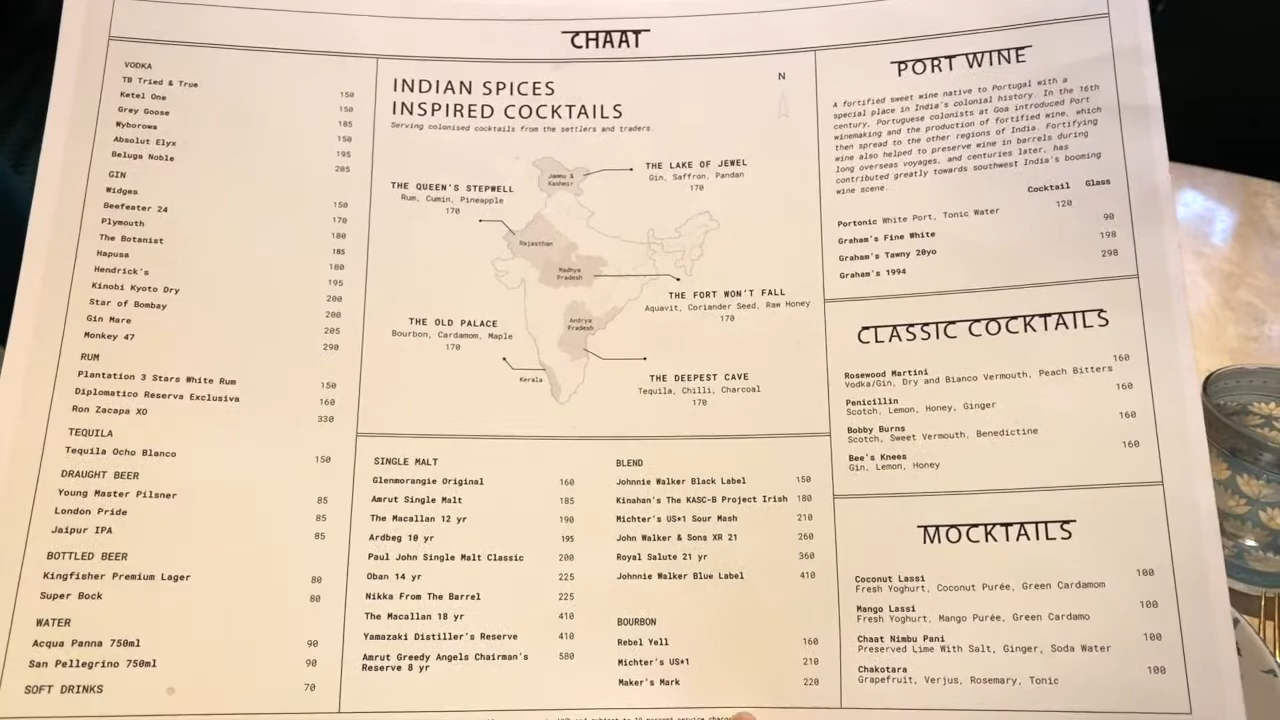 CHAAT
VODKA
TB Tried & True 150
Ketel One 150
Grey Goose 185
Wyborowa 150
Absolut Elyx 195
Beluga Noble 205
GIN
Widges 150
Beefeater 24 170
Plymouth 180
The Botanist 185
Hapusa 180
Hendrick's 195
Kinobi Kyoto Dry 200
Star of Bombay 200
Gin Mare 205
Monkey 47 290
RUM
Plantation 3 Stars White Rum 150
Diplomatico Reserva Exclusiva 160
Ron Zacapa XO 330
TEQUILA
Tequila Ocho Blanco 150
DRAUGHT BEER
Young Master Pilsner 85
London Pride 85
Jaipur IPA 85
BOTTLED BEER
Kingfisher Premium Lager 80
Super Bock 80
WATER
Acqua Panna 750ml 90
San Pellegrino 750ml 90
SOFT DRINKS 70
INDIAN SPICES
INSPIRED COCKTAILS
Serving colonised cocktails from the settlers and traders.
N
THE LAKE OF JEWEL
Gin, Saffron, Pandan
170
Jammu &
Kashmir
THE QUEEN'S STEPWELL
Rum, Cumin, Pineapple
170
Rajasthan
Madhya
Pradesh
THE FORT WON'T FALL
Aquavit, Coriander Seed, Raw Honey
170
THE OLD PALACE
Bourbon, Cardamom, Maple
170
Andrya
Pradesh
Kerala
THE DEEPEST CAVE
Tequila, Chilli, Charcoal
170
SINGLE MALT
Glenmorangie Original 160
Amrut Single Malt 185
The Macallan 12 yr 190
Ardbeg 10 yr 195
Paul John Single Malt Classic 200
Oban 14 yr 225
Nikka From The Barrel 225
The Macallan 18 yr 410
Yamazaki Distiller's Reserve 410
Amrut Greedy Angels Chairman's 580
Reserve 8 yr
BLEND
Johnnie Walker Black Label 150
Kinahan's The KASC-B Project Irish 180
Michter's US*1 Sour Mash 210
John Walker & Sons XR 21 260
Royal Salute 21 yr 360
Johnnie Walker Blue Label 410
BOURBON
Rebel Yell 160
Michter's US*1 210
Maker's Mark 220
PORT WINE
A fortified sweet wine native to Portugal with a
special place in India's colonial history. In the 16th
century, Portuguese colonists at Goa introduced Port
winemaking and the production of fortified wine, which
then spread to the other regions of India. Fortifying
wine also helped to preserve wine in barrels during
long overseas voyages, and centuries later, has
contributed greatly towards southwest India's booming
wine scene.
Cocktail Glass
Portonic White Port, Tonic Water 120
Graham's Fine White 90
Graham's Tawny 20yo 198
Graham's 1994 298
CLASSIC COCKTAILS
Rosewood Martini 160
Vodka/Gin, Dry and Bianco Vermouth, Peach Bitters
Penicillin 160
Scotch, Lemon, Honey, Ginger
Bobby Burns 160
Scotch, Sweet Vermouth, Benedictine
Bee's Knees 160
Gin, Lemon, Honey
MOCKTAILS
Coconut Lassi 100
Fresh Yoghurt, Coconut Purée, Green Cardamom
Mango Lassi 100
Fresh Yoghurt, Mango Purée, Green Cardamo
Chaat Nimbu Pani 100
Preserved Lime With Salt, Ginger, Soda Water
Chakotara 100
Grapefruit, Verjus, Rosemary, Tonic
and subject to 10 percent service